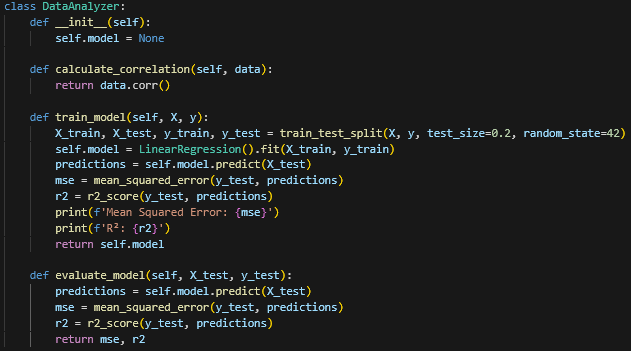 class DataAnalyzer:
    def __init__(self):
        self.model = None
    def calculate_correlation(self, data):
        return data.corr()
    def train_model(self, X, y):
        X_train, X_test, y_train, y_test = train_test_split(X, y, test_size=0.2, random_state=42)
        self.model = LinearRegression().fit(X_train, y_train)
        predictions = self.model.predict(X_test)
        mse = mean_squared_error(y_test, predictions)
        r2 = r2_score(y_test, predictions)
        print(f'Mean Squared Error: {mse}')
        print(f'R²: {r2}')
        return self.model
    def evaluate_model(self, X_test, y_test):
        predictions = self.model.predict(X_test)
        mse = mean_squared_error(y_test, predictions)
        r2 = r2_score(y_test, predictions)
        return mse, r2